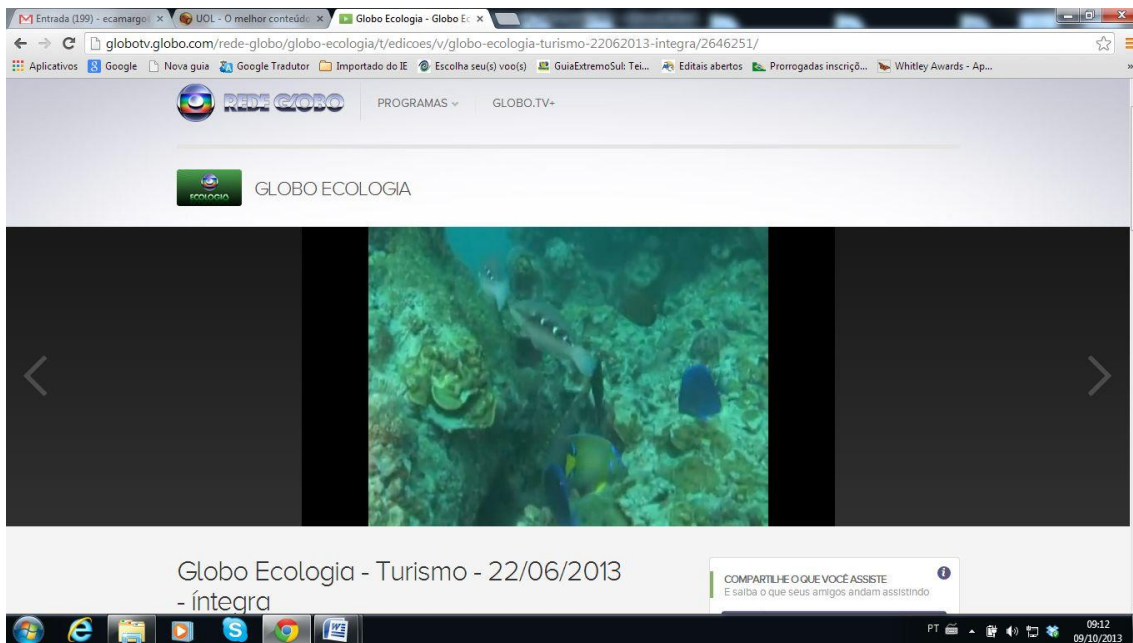 Entrada (199) - ecamargo
UOL - O melhor conteúdo
Globo Ecologia - Globo Ec
globotv.globo.com/rede-globo/globo-ecologia/t/edicoes/v/globo-ecologia-turismo-22062013-integra/2646251/
Aplicativos Google Nova guia Google Tradutor Importado do IE Escolha seu(s) voo(s) GuiaExtremoSul: Tei... Editais abertos Prorrogadas inscriçõ... Whitley Awards - Ap... »
REDE GLOBO PROGRAMAS GLOBO.TV+
ECOLOGIA GLOBO ECOLOGIA
Globo Ecologia - Turismo - 22/06/2013
- íntegra
COMPARTILHE O QUE VOCÊ ASSISTE
E saiba o que seus amigos andam assistindo
PT
09:12
09/10/2013